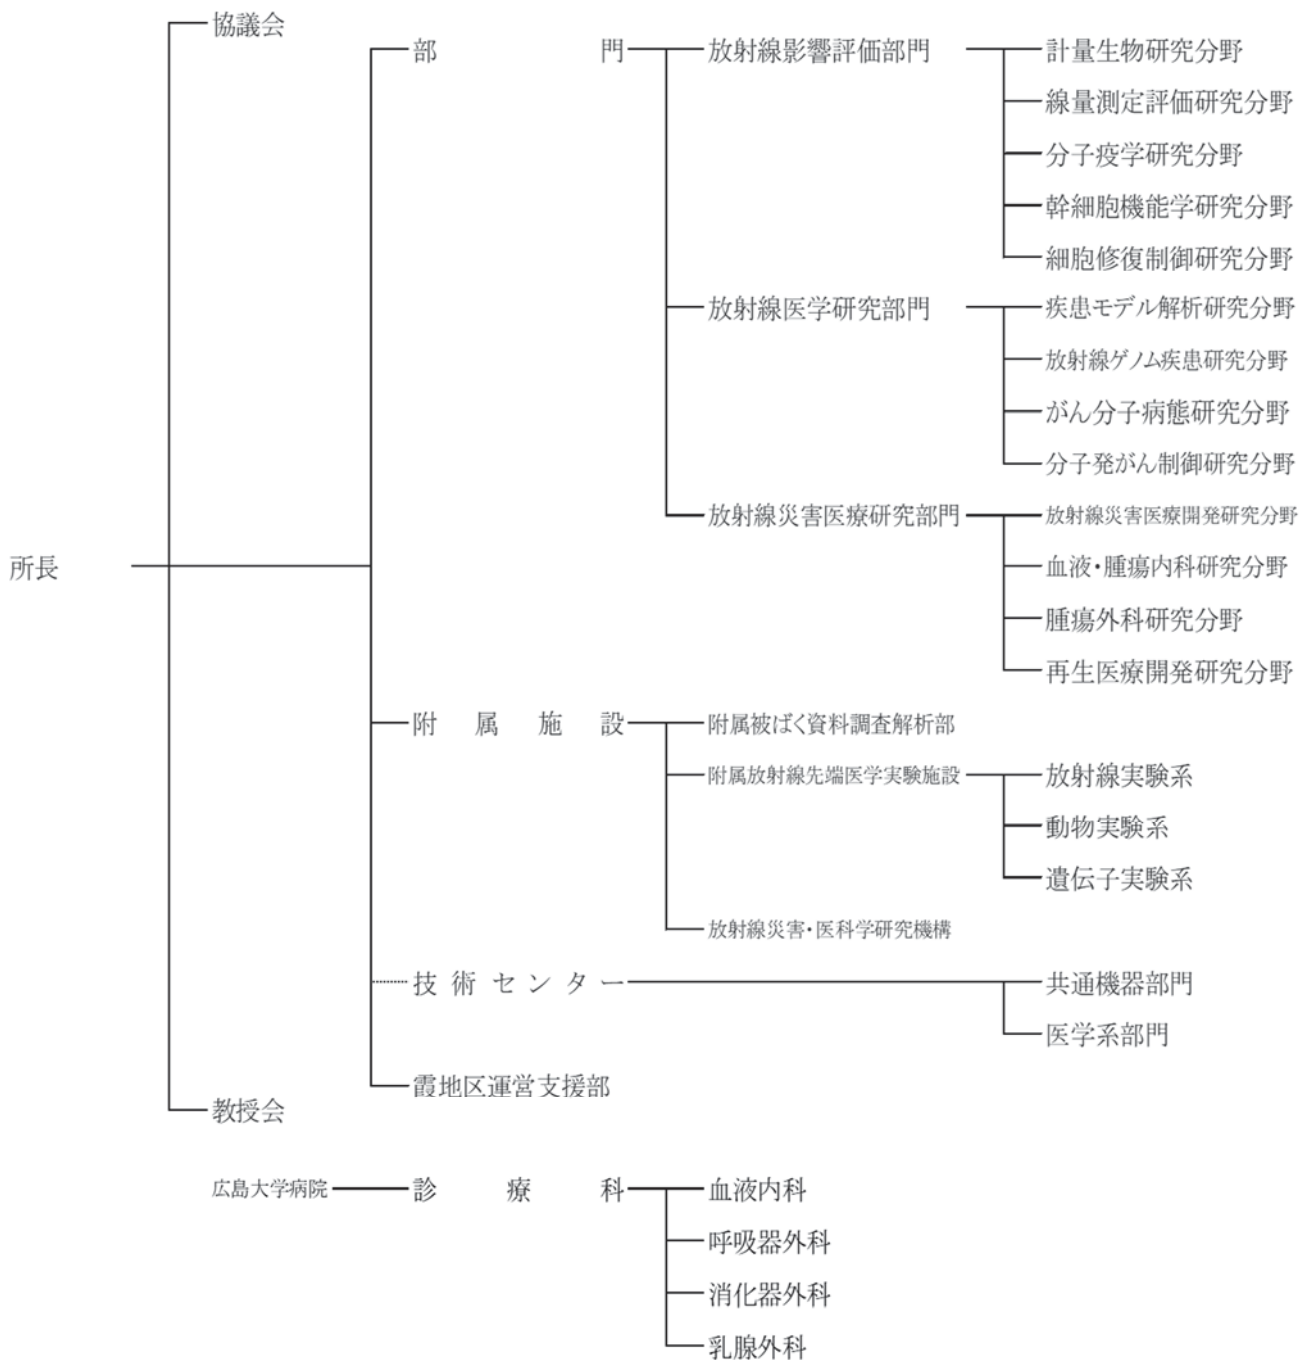 協議会
部門 放射線影響評価部門 計量生物研究分野
線量測定評価研究分野
分子疫学研究分野
幹細胞機能学研究分野
細胞修復制御研究分野
放射線医学研究部門 疾患モデル解析研究分野
放射線ゲノム疾患研究分野
がん分子病態研究分野
分子発がん制御研究分野
放射線災害医療研究部門 放射線災害医療開発研究分野
所長 血液・腫瘍内科研究分野
腫瘍外科研究分野
再生医療開発研究分野
附属施設 附属被ばく資料調査解析部
附属放射線先端医学実験施設 放射線実験系
動物実験系
遺伝子実験系
放射線災害・医科学研究機構
技術センター 共通機器部門
医学系部門
霞地区運営支援部
教授会
広島大学病院 診療科 血液内科
呼吸器外科
消化器外科
乳腺外科